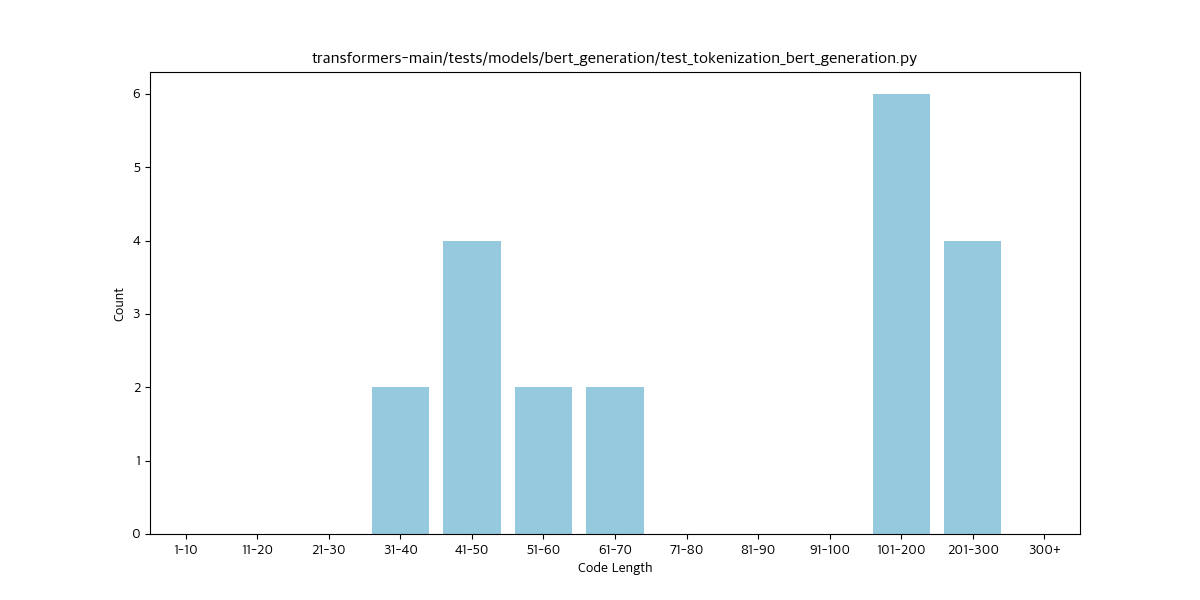 transformers-main/tests/models/bert_generation/test_tokenization_bert_generation.py
6
5
4
3
2
1
0
Count
1-10 11-20 21-30 31-40 41-50 51-60 61-70 71-80 81-90 91-100 101-200 201-300 300+
Code Length